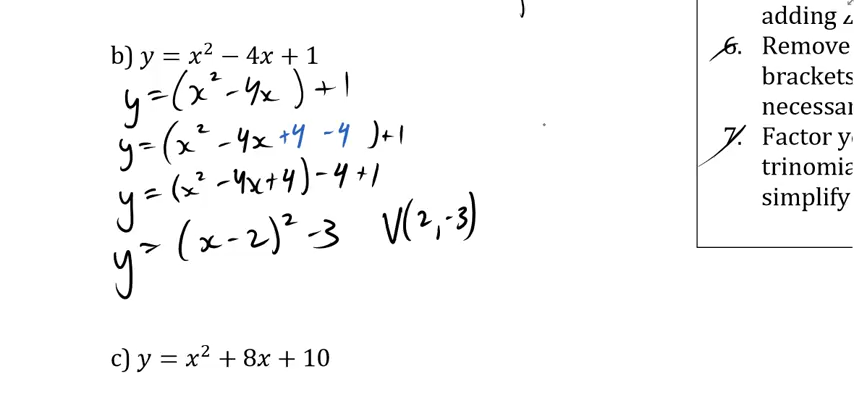 b) y = x² − 4x + 1
y = (x² - 4x ) + 1
y = (x² - 4x +4 -4 ) +1
y = (x² - 4x+4) - 4 +1
y = (x - 2)² -3 V(2, -3)
c) y = x² + 8x + 10
adding
6. Remove
brackets
necessar
7. Factor y
trinomia
simplify